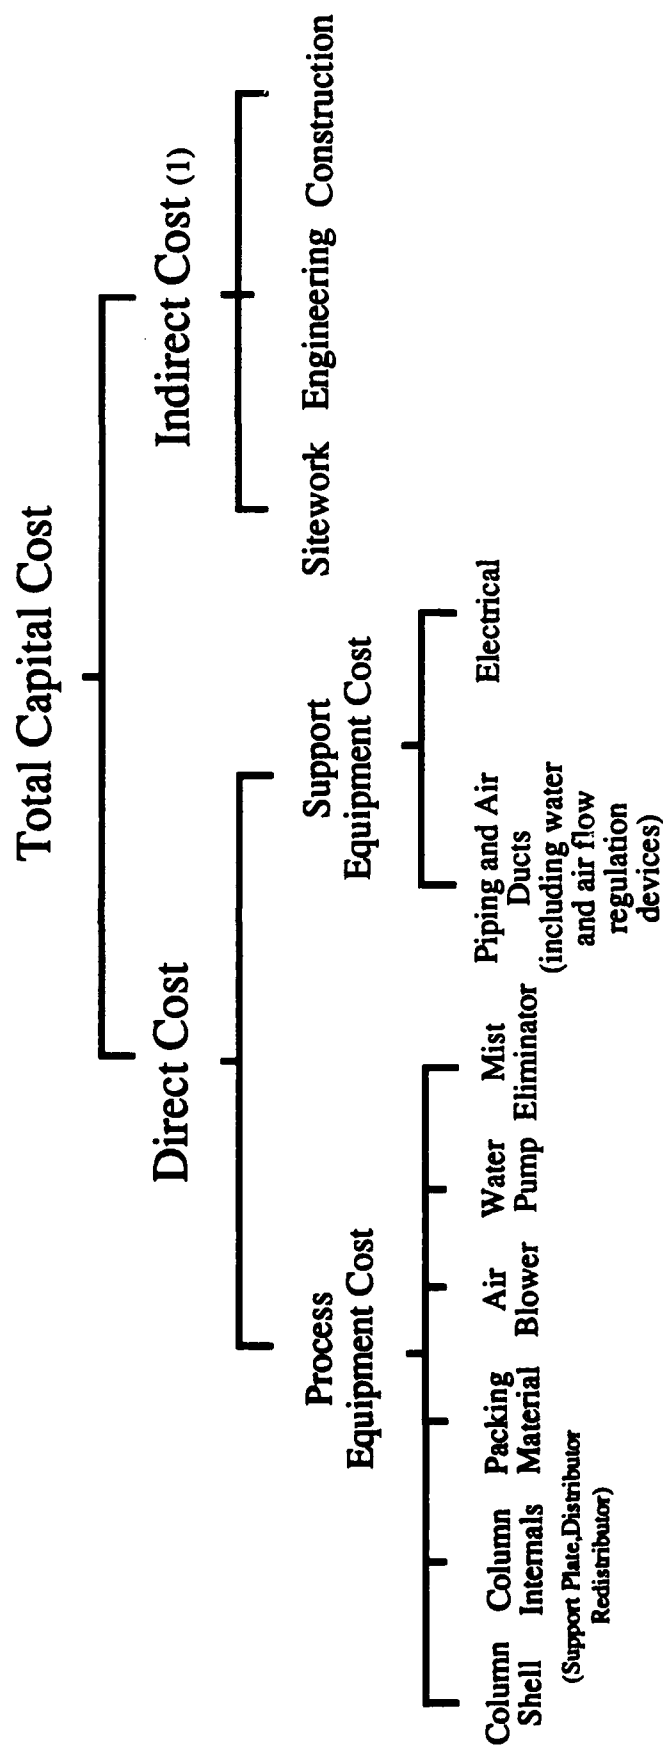 Total Capital Cost
Direct Cost
Indirect Cost (1)
Process
Equipment Cost
Support
Equipment Cost
Sitework
Engineering
Construction
Column
Shell
Column
Internals
(Support Plate,Distributor
Redistributor)
Packing
Material
Air
Blower
Water
Pump
Mist
Eliminator
Piping and Air
Ducts
(including water
and air flow
regulation
devices)
Electrical